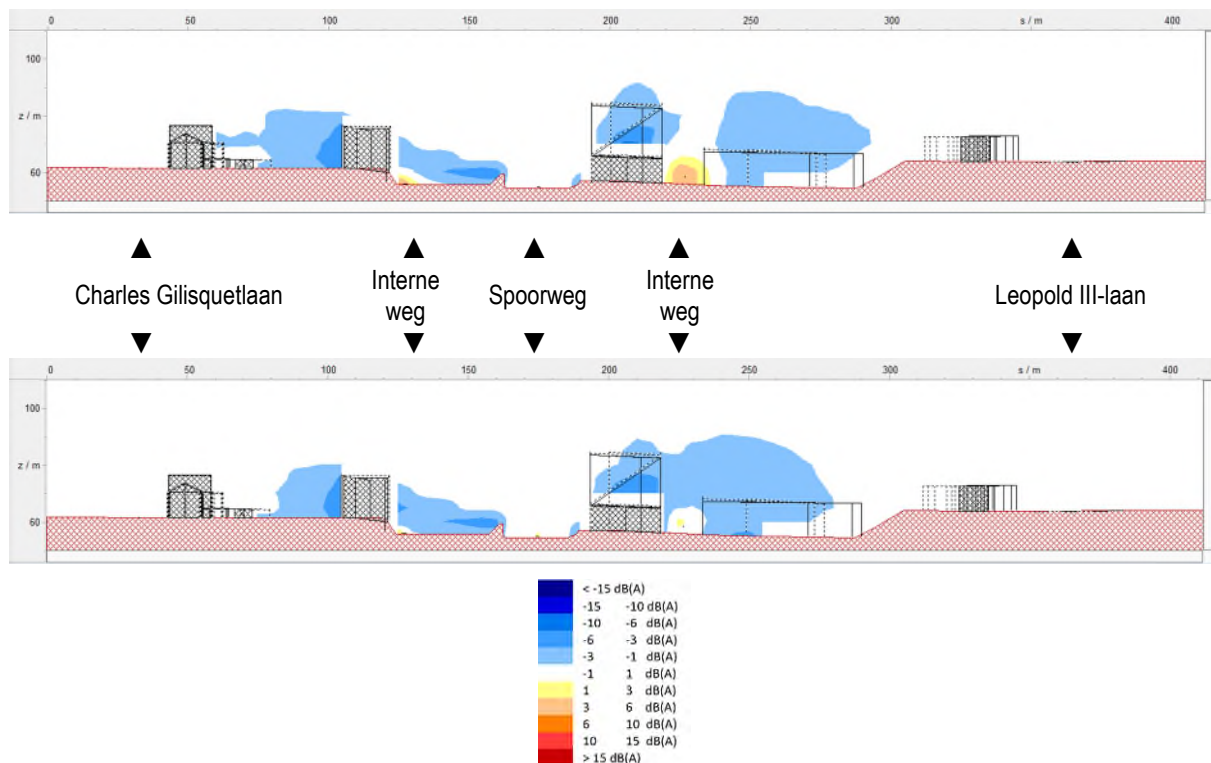 0 50 100 150 200 250 300 s / m 400
100
z / m
60
▲ ▲ ▲ ▲ ▲
Charles Gilisquetlaan Interne weg Spoorweg Interne weg Leopold III-laan
▼ ▼ ▼ ▼ ▼
0 50 100 150 200 250 300 s / m 400
100
z / m
60
< -15 dB(A)
-15 -10 dB(A)
-10 -6 dB(A)
-6 -3 dB(A)
-3 -1 dB(A)
-1 1 dB(A)
1 3 dB(A)
3 6 dB(A)
6 10 dB(A)
10 15 dB(A)
> 15 dB(A)